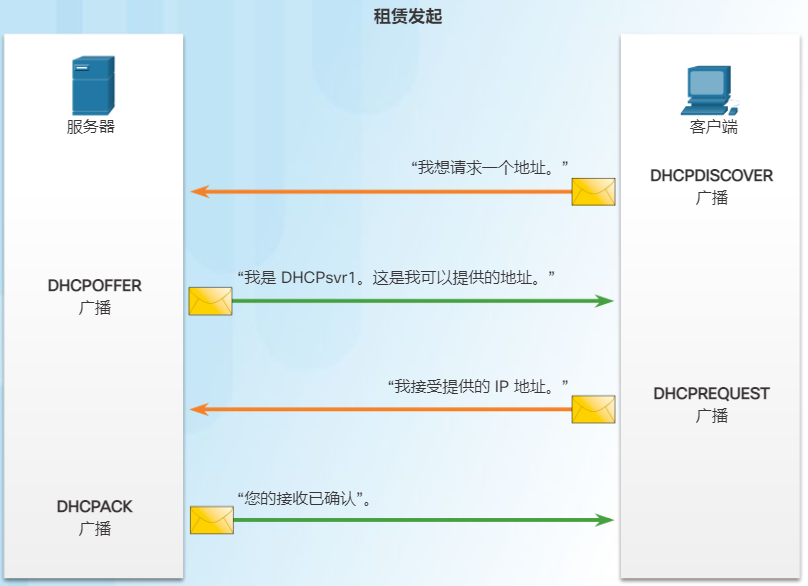 租赁发起
服务器
客户端
“我想请求一个地址。”
DHCPDISCOVER
广播
“我是 DHCPsvr1。这是我可以提供的地址。”
DHCPOFFER
广播
“我接受提供的 IP 地址。”
DHCPREQUEST
广播
“您的接收已确认”。
DHCPACK
广播